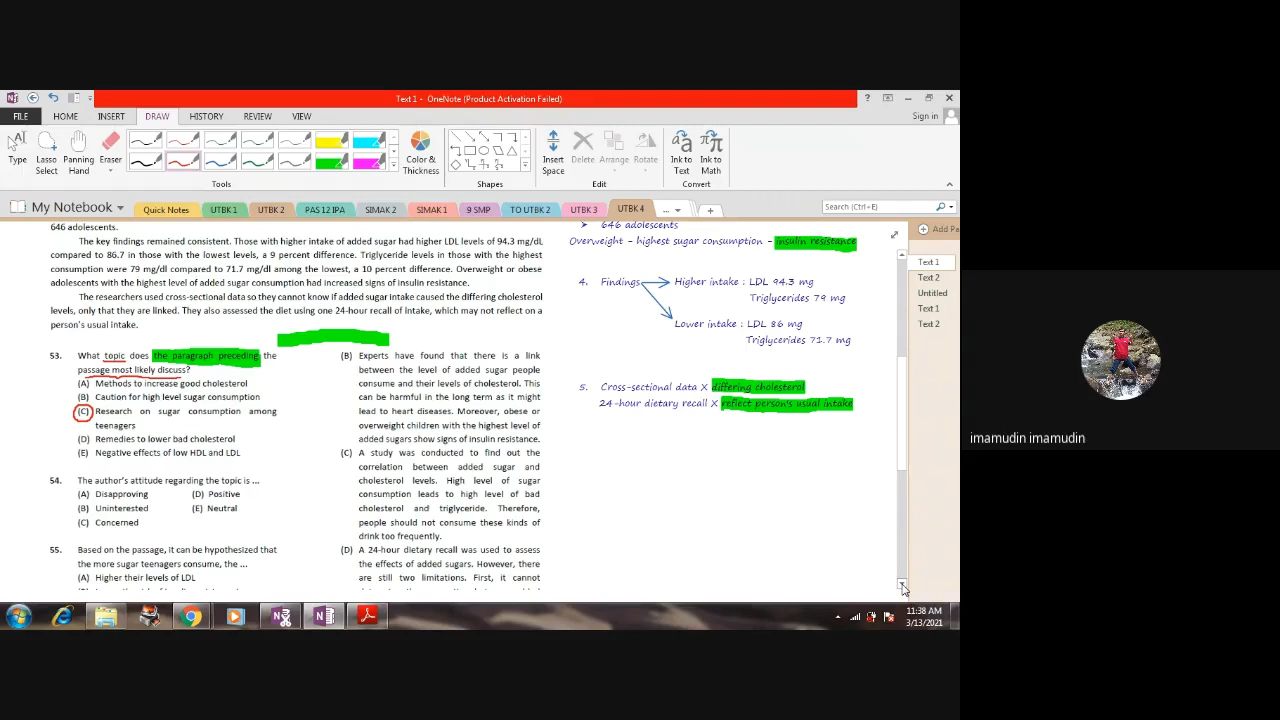 Text 1 - OneNote (Product Activation Failed)
FILE
HOME
INSERT
DRAW
HISTORY
REVIEW
VIEW
Sign in
Type
Lasso
Select
Panning
Hand
Eraser
Color &
Thickness
Insert
Space
Delete
Arrange
Rotate
Ink to
Text
Ink to
Math
Tools
Shapes
Edit
Convert
My Notebook
Quick Notes
UTBK 1
UTBK 2
PAS 12 IPA
SIMAK 2
SIMAK 1
9 SMP
TO UTBK 2
UTBK 3
UTBK 4
...
Search (Ctrl+E)
Add Pa
Text 1
Text 2
Untitled
Text 1
Text 2
646 adolescents.
The key findings remained consistent. Those with higher intake of added sugar had higher LDL levels of 94.3 mg/dL
compared to 86.7 in those with the lowest levels, a 9 percent difference. Triglyceride levels in those with the highest
consumption were 79 mg/dl compared to 71.7 mg/dl among the lowest, a 10 percent difference. Overweight or obese
adolescents with the highest level of added sugar consumption had increased signs of insulin resistance.
The researchers used cross-sectional data so they cannot know if added sugar intake caused the differing cholesterol
levels, only that they are linked. They also assessed the diet using one 24-hour recall of intake, which may not reflect on a
person's usual intake.
53. What topic does the paragraph preceding the
passage most likely discuss?
(A) Methods to increase good cholesterol
(B) Caution for high level sugar consumption
(C) Research on sugar consumption among
teenagers
(D) Remedies to lower bad cholesterol
(E) Negative effects of low HDL and LDL
54. The author's attitude regarding the topic is ...
(A) Disapproving (D) Positive
(B) Uninterested (E) Neutral
(C) Concerned
55. Based on the passage, it can be hypothesized that
the more sugar teenagers consume, the ...
(A) Higher their levels of LDL
(B) Experts have found that there is a link
between the level of added sugar people
consume and their levels of cholesterol. This
can be harmful in the long term as it might
lead to heart diseases. Moreover, obese or
overweight children with the highest level of
added sugars show signs of insulin resistance.
(C) A study was conducted to find out the
correlation between added sugar and
cholesterol levels. High level of sugar
consumption leads to high level of bad
cholesterol and triglyceride. Therefore,
people should not consume these kinds of
drink too frequently.
(D) A 24-hour dietary recall was used to assess
the effects of added sugars. However, there
are still two limitations. First, it cannot
➤ 646 adolescents
Overweight - highest sugar consumption - insulin resistance
4. Findings Higher intake : LDL 94.3 mg
Triglycerides 79 mg
Lower intake : LDL 86 mg
Triglycerides 71.7 mg
5. Cross-sectional data X differing cholesterol
24-hour dietary recall X reflect person's usual intake
11:38 AM
3/13/2021
imamudin imamudin